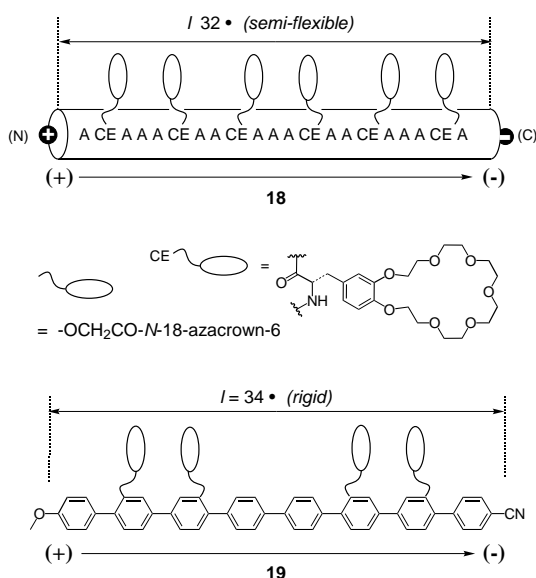 l 32 • (semi-flexible)
(N) + A CE A A A CE A A CE A A A CE A A CE A A A CE A − (C)
(+) (-)
18
CE =
O O
O
O O
NH O
O O
= -OCH2CO-N-18-azacrown-6
l = 34 • (rigid)
O CN
(+) (-)
19